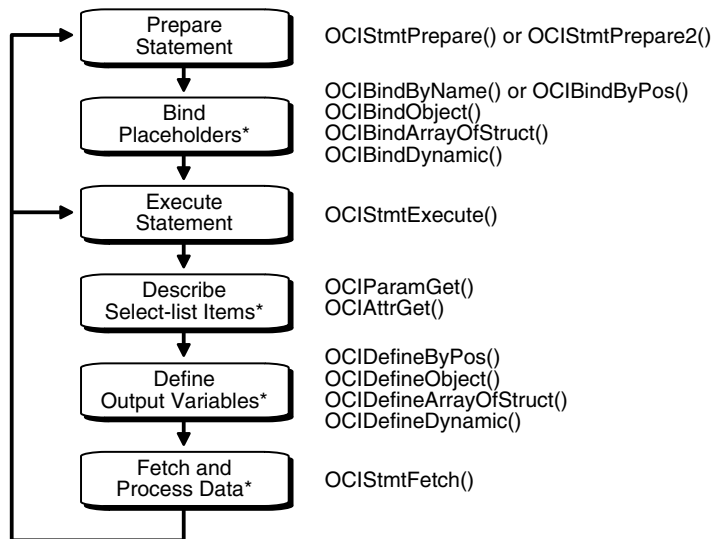 Prepare
Statement
OCIStmtPrepare() or OCIStmtPrepare2()
Bind
Placeholders*
OCIBindByName() or OCIBindByPos()
OCIBindObject()
OCIBindArrayOfStruct()
OCIBindDynamic()
Execute
Statement
OCIStmtExecute()
Describe
Select-list Items*
OCIParamGet()
OCIAttrGet()
Define
Output Variables*
OCIDefineByPos()
OCIDefineObject()
OCIDefineArrayOfStruct()
OCIDefineDynamic()
Fetch and
Process Data*
OCIStmtFetch()